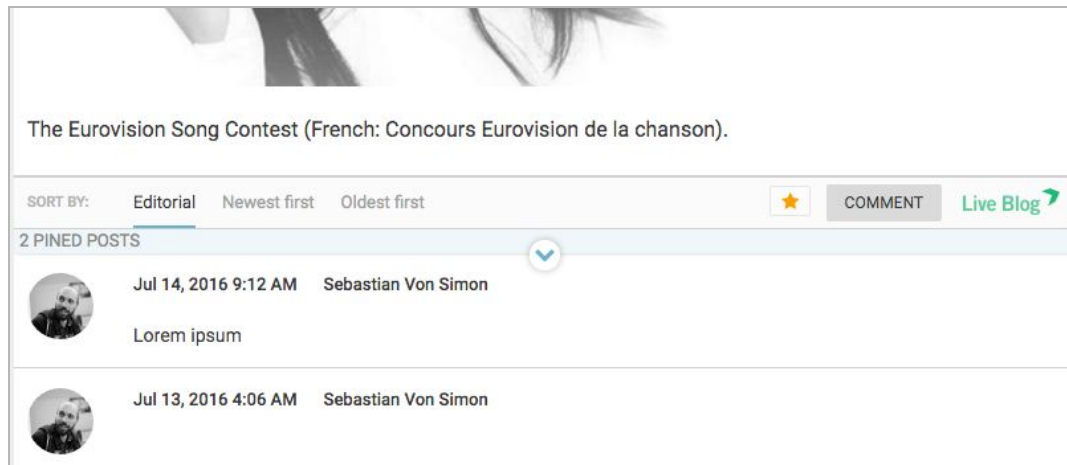 The Eurovision Song Contest (French: Concours Eurovision de la chanson).
SORT BY: Editorial Newest first Oldest first COMMENT Live Blog
2 PINED POSTS
Jul 14, 2016 9:12 AM Sebastian Von Simon
Lorem ipsum
Jul 13, 2016 4:06 AM Sebastian Von Simon